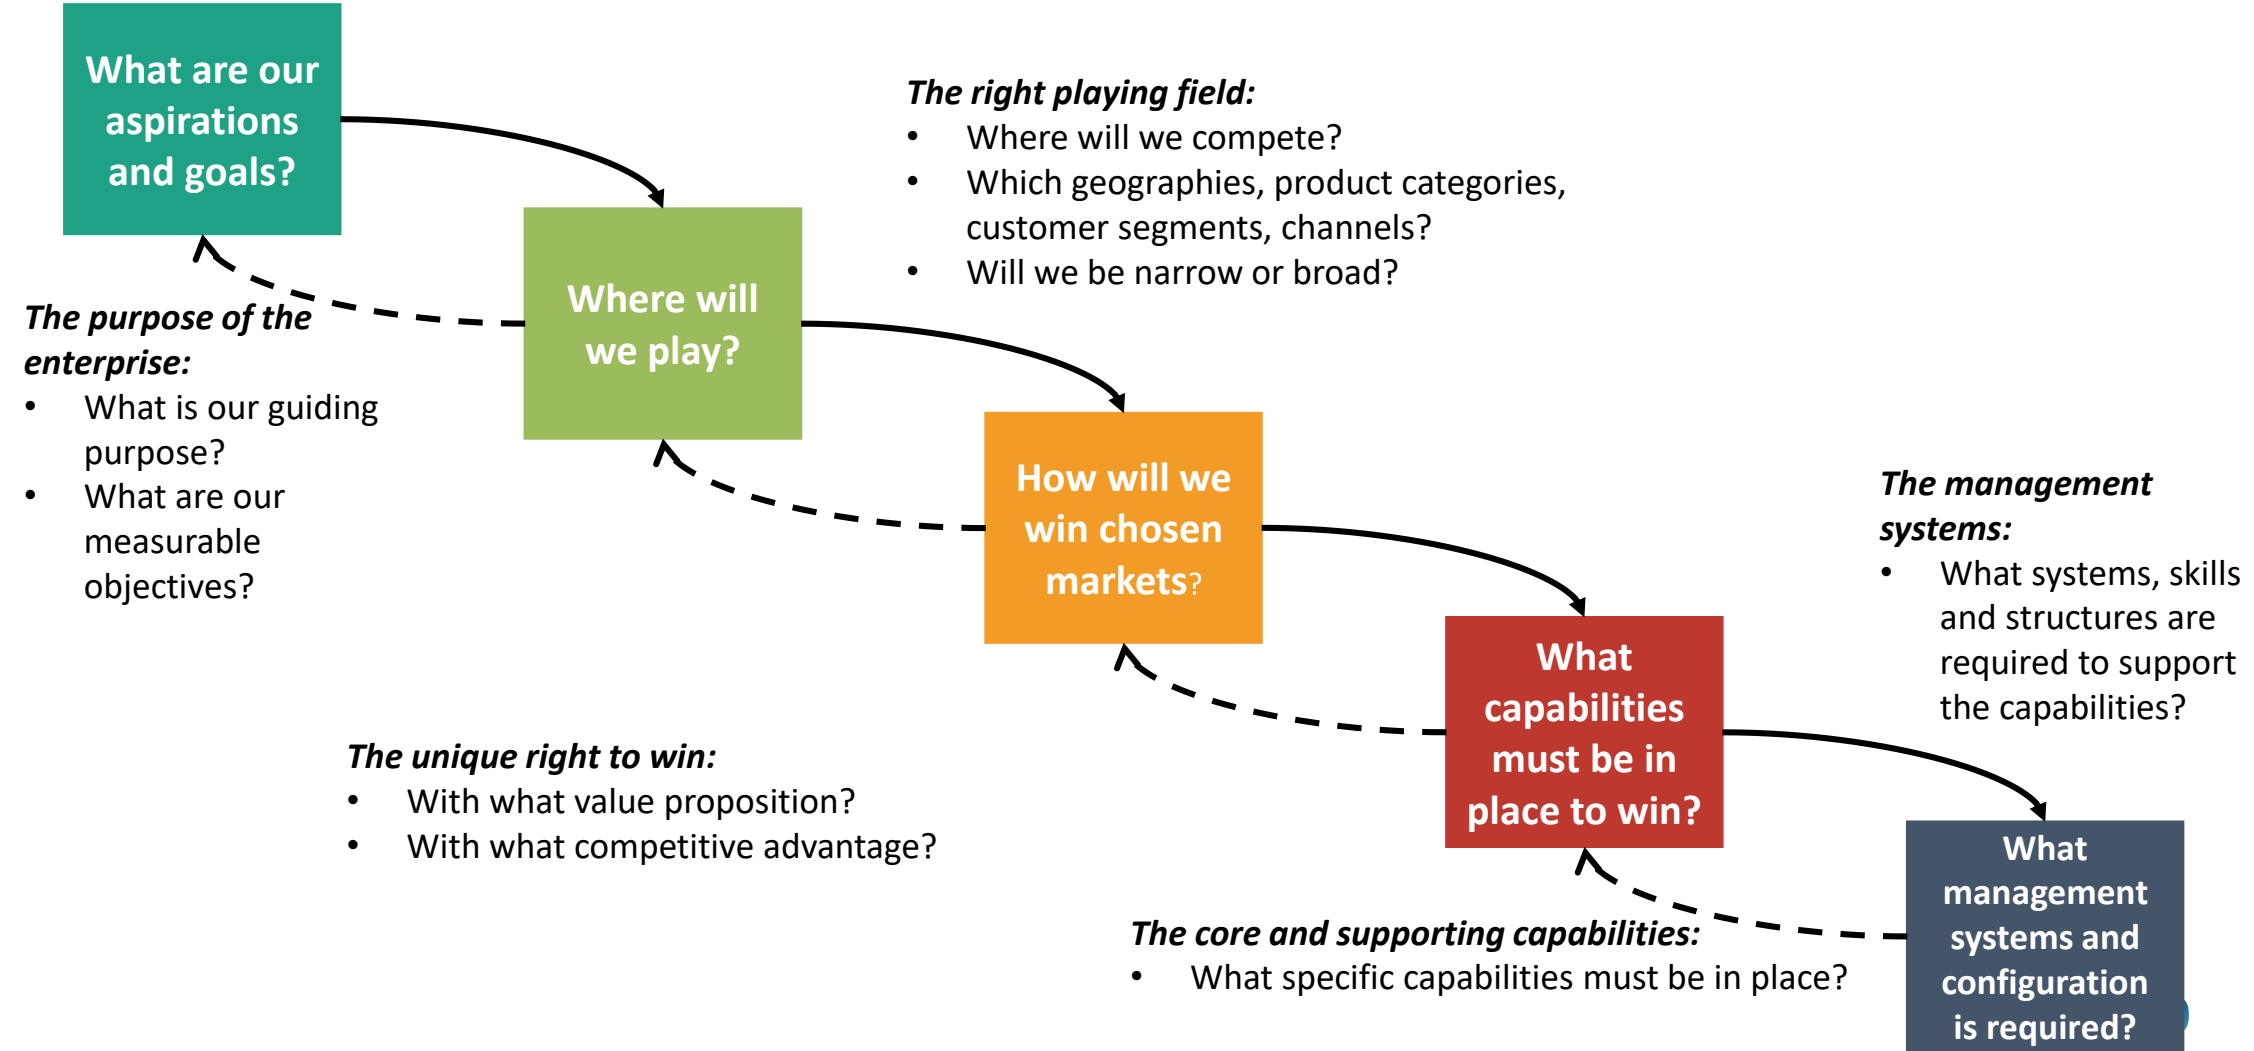 What are our
aspirations
and goals?
The right playing field:
• Where will we compete?
• Which geographies, product categories,
customer segments, channels?
• Will we be narrow or broad?
Where will
we play?
The purpose of the
enterprise:
• What is our guiding
purpose?
• What are our
measurable
objectives?
How will we
win chosen
markets?
The management
systems:
• What systems, skills
and structures are
required to support
the capabilities?
What
capabilities
must be in
place to win?
The unique right to win:
• With what value proposition?
• With what competitive advantage?
What
management
systems and
configuration
is required?
The core and supporting capabilities:
• What specific capabilities must be in place?